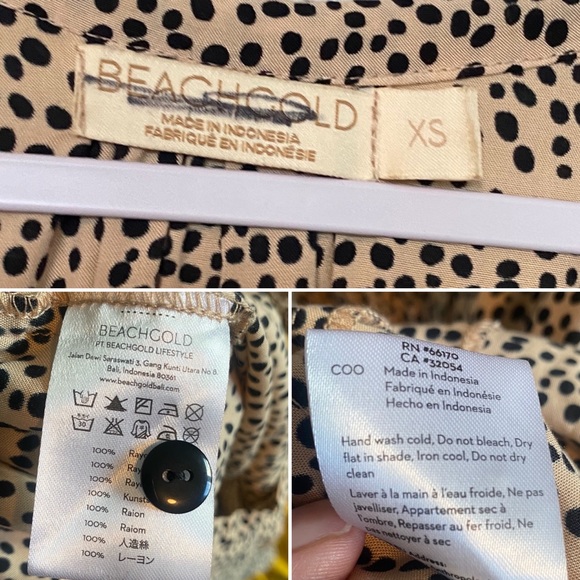 BEACHGOLD
MADE IN INDONESIA
FABRIQUÉ EN INDONÉSIE
XS
BEACHGOLD
PT BEACHGOLD LIFESTYLE
Jalan Dewi Saraswati 3, Gang Kunti Utara No 8
Bali, Indonesia 80361
www.beachgoldbali.com
30
100%
100%
100%
100% Kunst
100% Raion
100% Raiom
100% 人造絲
100% レーヨン
RN #66170
CA #32054
COO Made in Indonesia
Fabriqué en Indonésie
Hecho en Indonesia
Hand wash cold, Do not bleach, Dry
flat in shade, Iron cool, Do not dry
clean
Laver à la main à l'eau froide, Ne pas
javelliser, Appartement sec à
l'ombre, Repasser au fer froid, Ne
pas nettoyer à sec
Address: